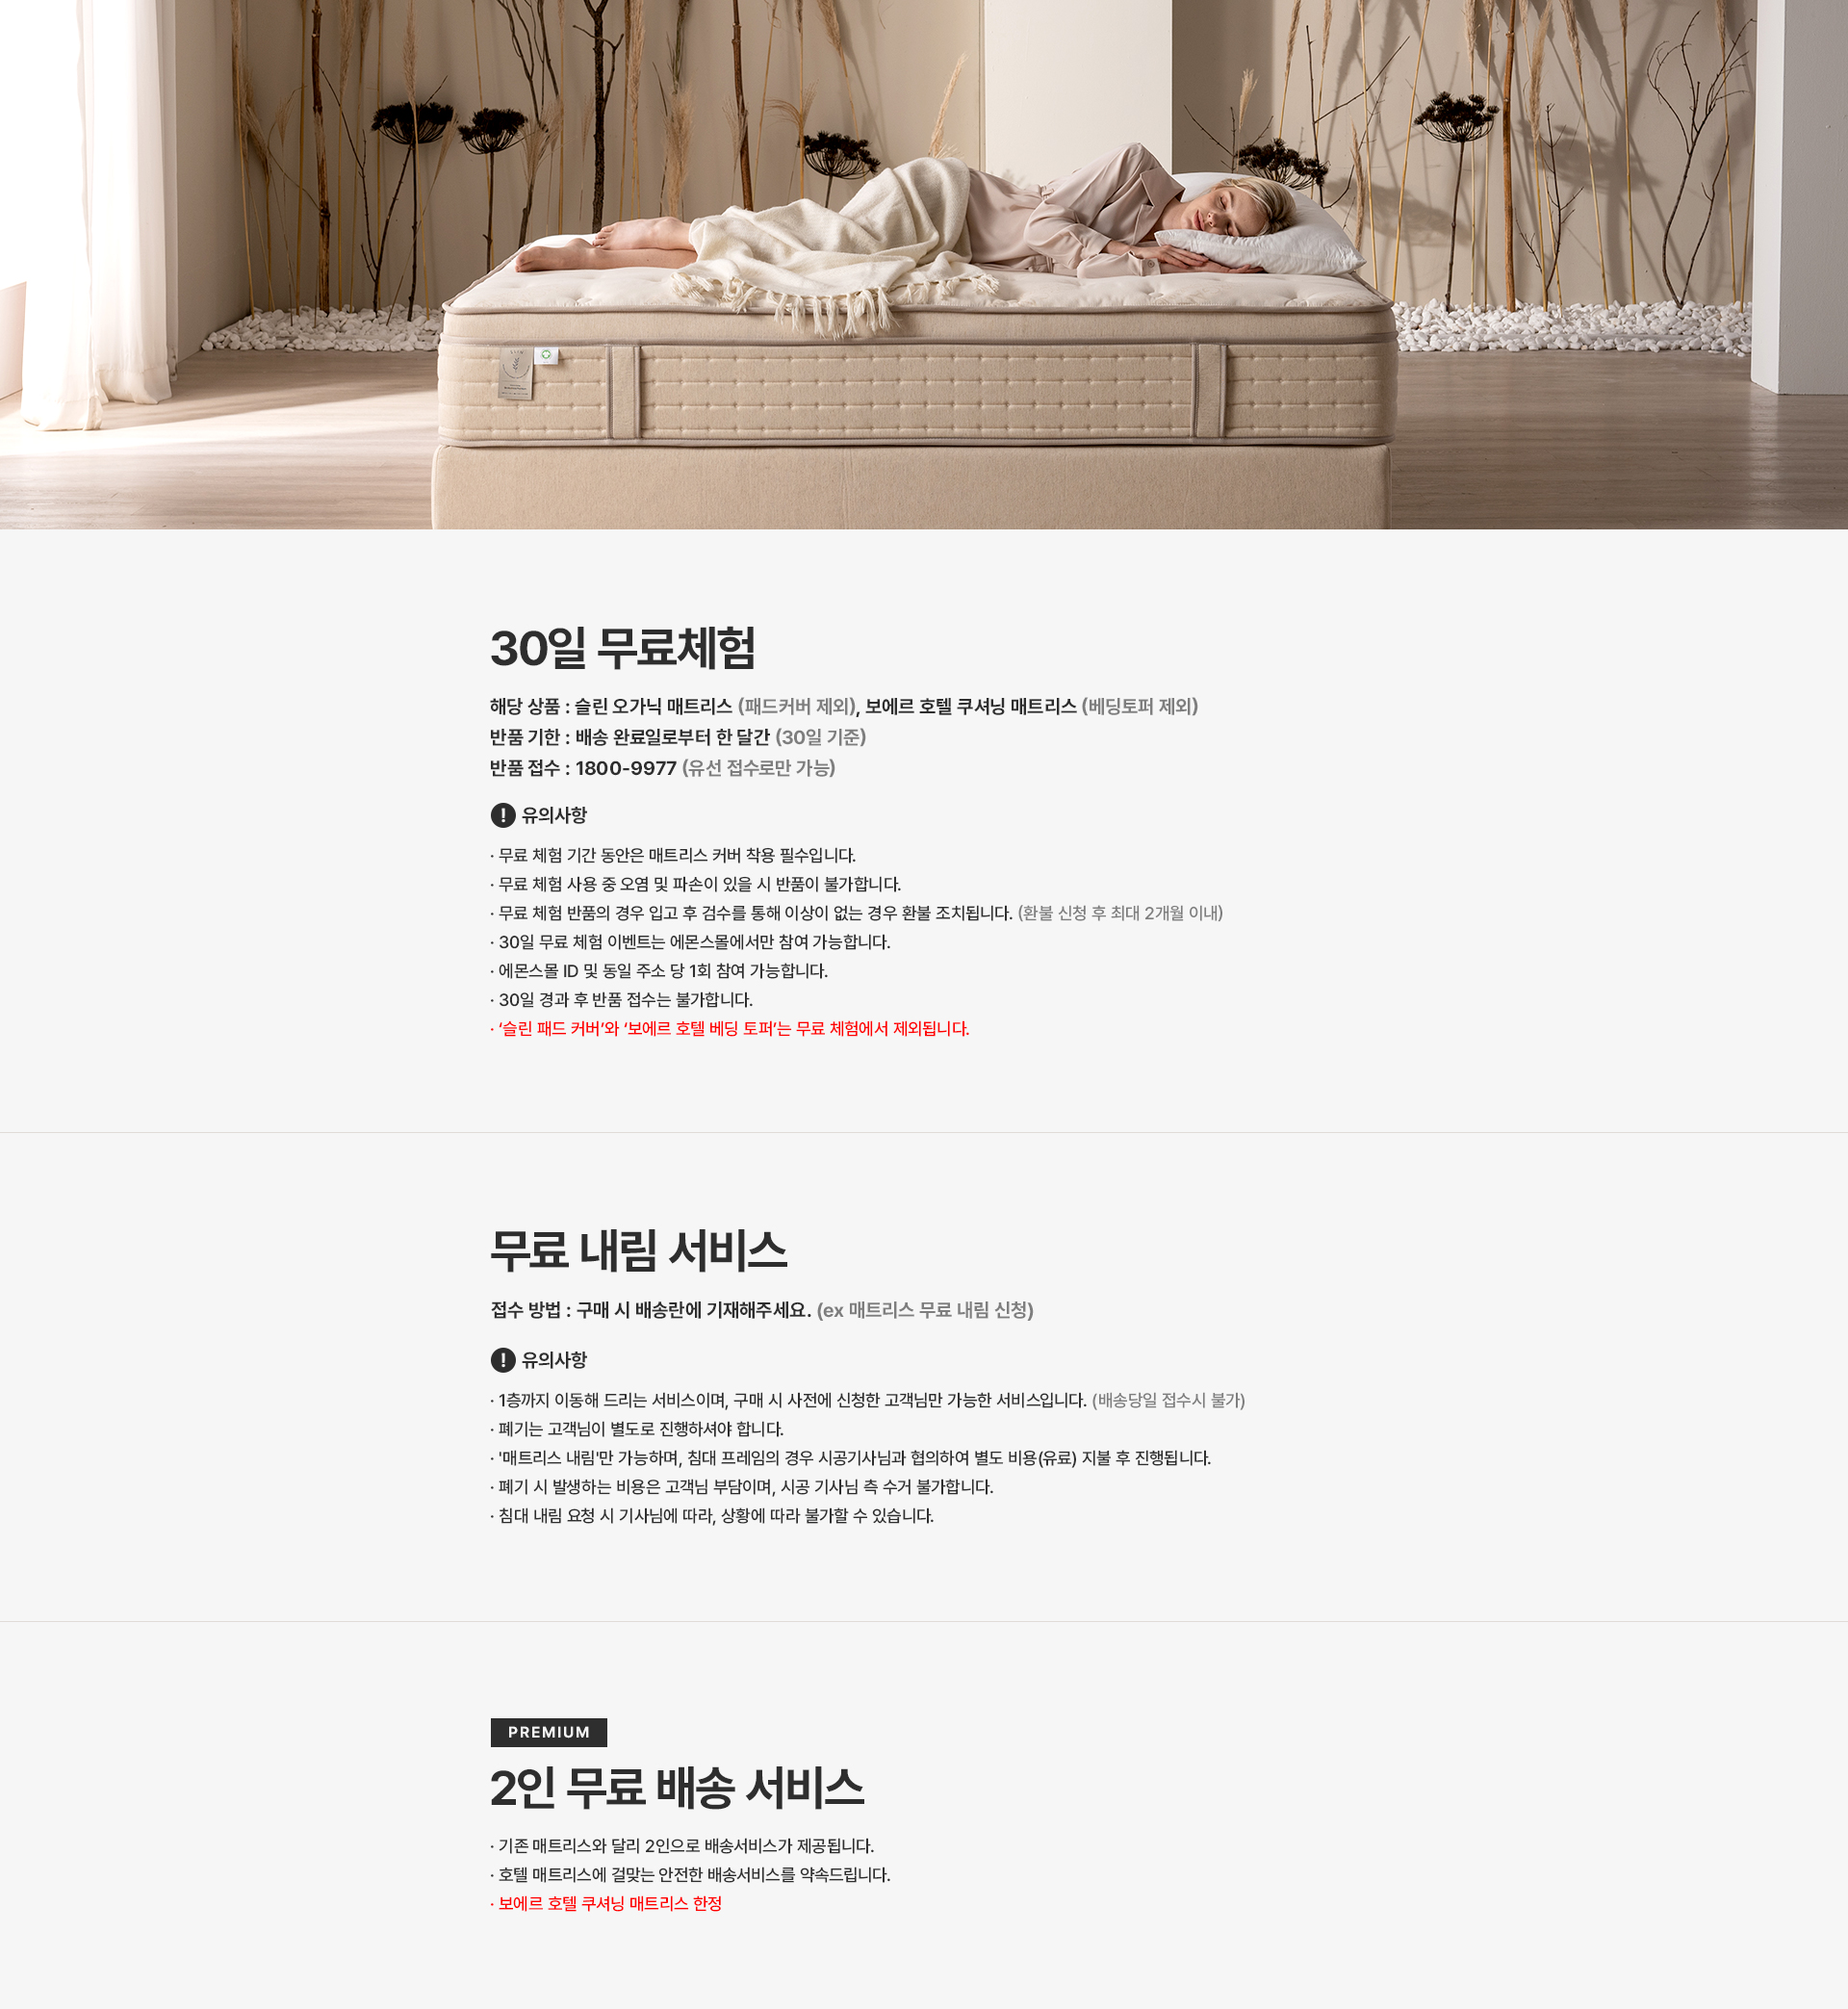 30일 무료체험
해당 상품 : 슬린 오가닉 매트리스 (패드커버 제외), 보에르 호텔 쿠셔닝 매트리스 (베딩토퍼 제외)
반품 기한 : 배송 완료일로부터 한 달간 (30일 기준)
반품 접수 : 1800-9977 (유선 접수로만 가능)
! 유의사항
· 무료 체험 기간 동안은 매트리스 커버 착용 필수입니다.
· 무료 체험 사용 중 오염 및 파손이 있을 시 반품이 불가합니다.
· 무료 체험 반품의 경우 입고 후 검수를 통해 이상이 없는 경우 환불 조치됩니다. (환불 신청 후 최대 2개월 이내)
· 30일 무료 체험 이벤트는 에몬스몰에서만 참여 가능합니다.
· 에몬스몰 ID 및 동일 주소 당 1회 참여 가능합니다.
· 30일 경과 후 반품 접수는 불가합니다.
· ‘슬린 패드 커버’와 ‘보에르 호텔 베딩 토퍼’는 무료 체험에서 제외됩니다.
무료 내림 서비스
접수 방법 : 구매 시 배송란에 기재해주세요. (ex 매트리스 무료 내림 신청)
! 유의사항
· 1층까지 이동해 드리는 서비스이며, 구매 시 사전에 신청한 고객님만 가능한 서비스입니다. (배송당일 접수시 불가)
· 폐기는 고객님이 별도로 진행하셔야 합니다.
· '매트리스 내림'만 가능하며, 침대 프레임의 경우 시공기사님과 협의하여 별도 비용(유료) 지불 후 진행됩니다.
· 폐기 시 발생하는 비용은 고객님 부담이며, 시공 기사님 측 수거 불가합니다.
· 침대 내림 요청 시 기사님에 따라, 상황에 따라 불가할 수 있습니다.
PREMIUM
2인 무료 배송 서비스
· 기존 매트리스와 달리 2인으로 배송서비스가 제공됩니다.
· 호텔 매트리스에 걸맞는 안전한 배송서비스를 약속드립니다.
· 보에르 호텔 쿠셔닝 매트리스 한정